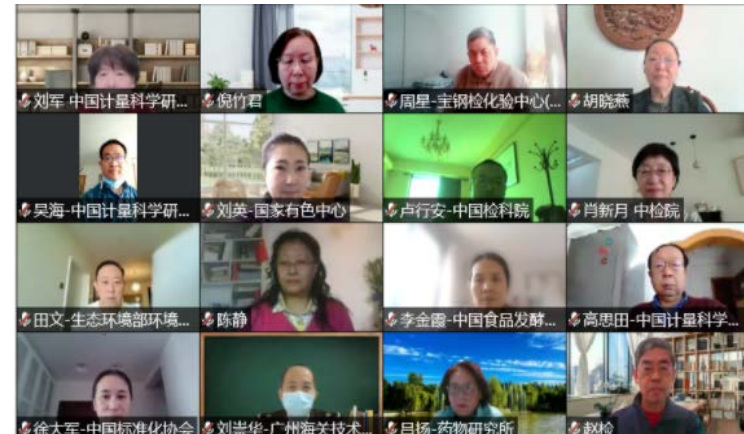 刘军 中国计量科学研...
倪竹君
周星-宝钢检化验中心(...
胡晓燕
吴海-中国计量科学研...
刘英-国家有色中心
卢行安-中国检科院
肖新月 中检院
田文-生态环境部环境...
陈静
李金霞-中国食品发酵...
高思田-中国计量科学...
徐大军-中国标准化协会
刘崇华-广州海关技术...
吕扬-药物研究所
赵检